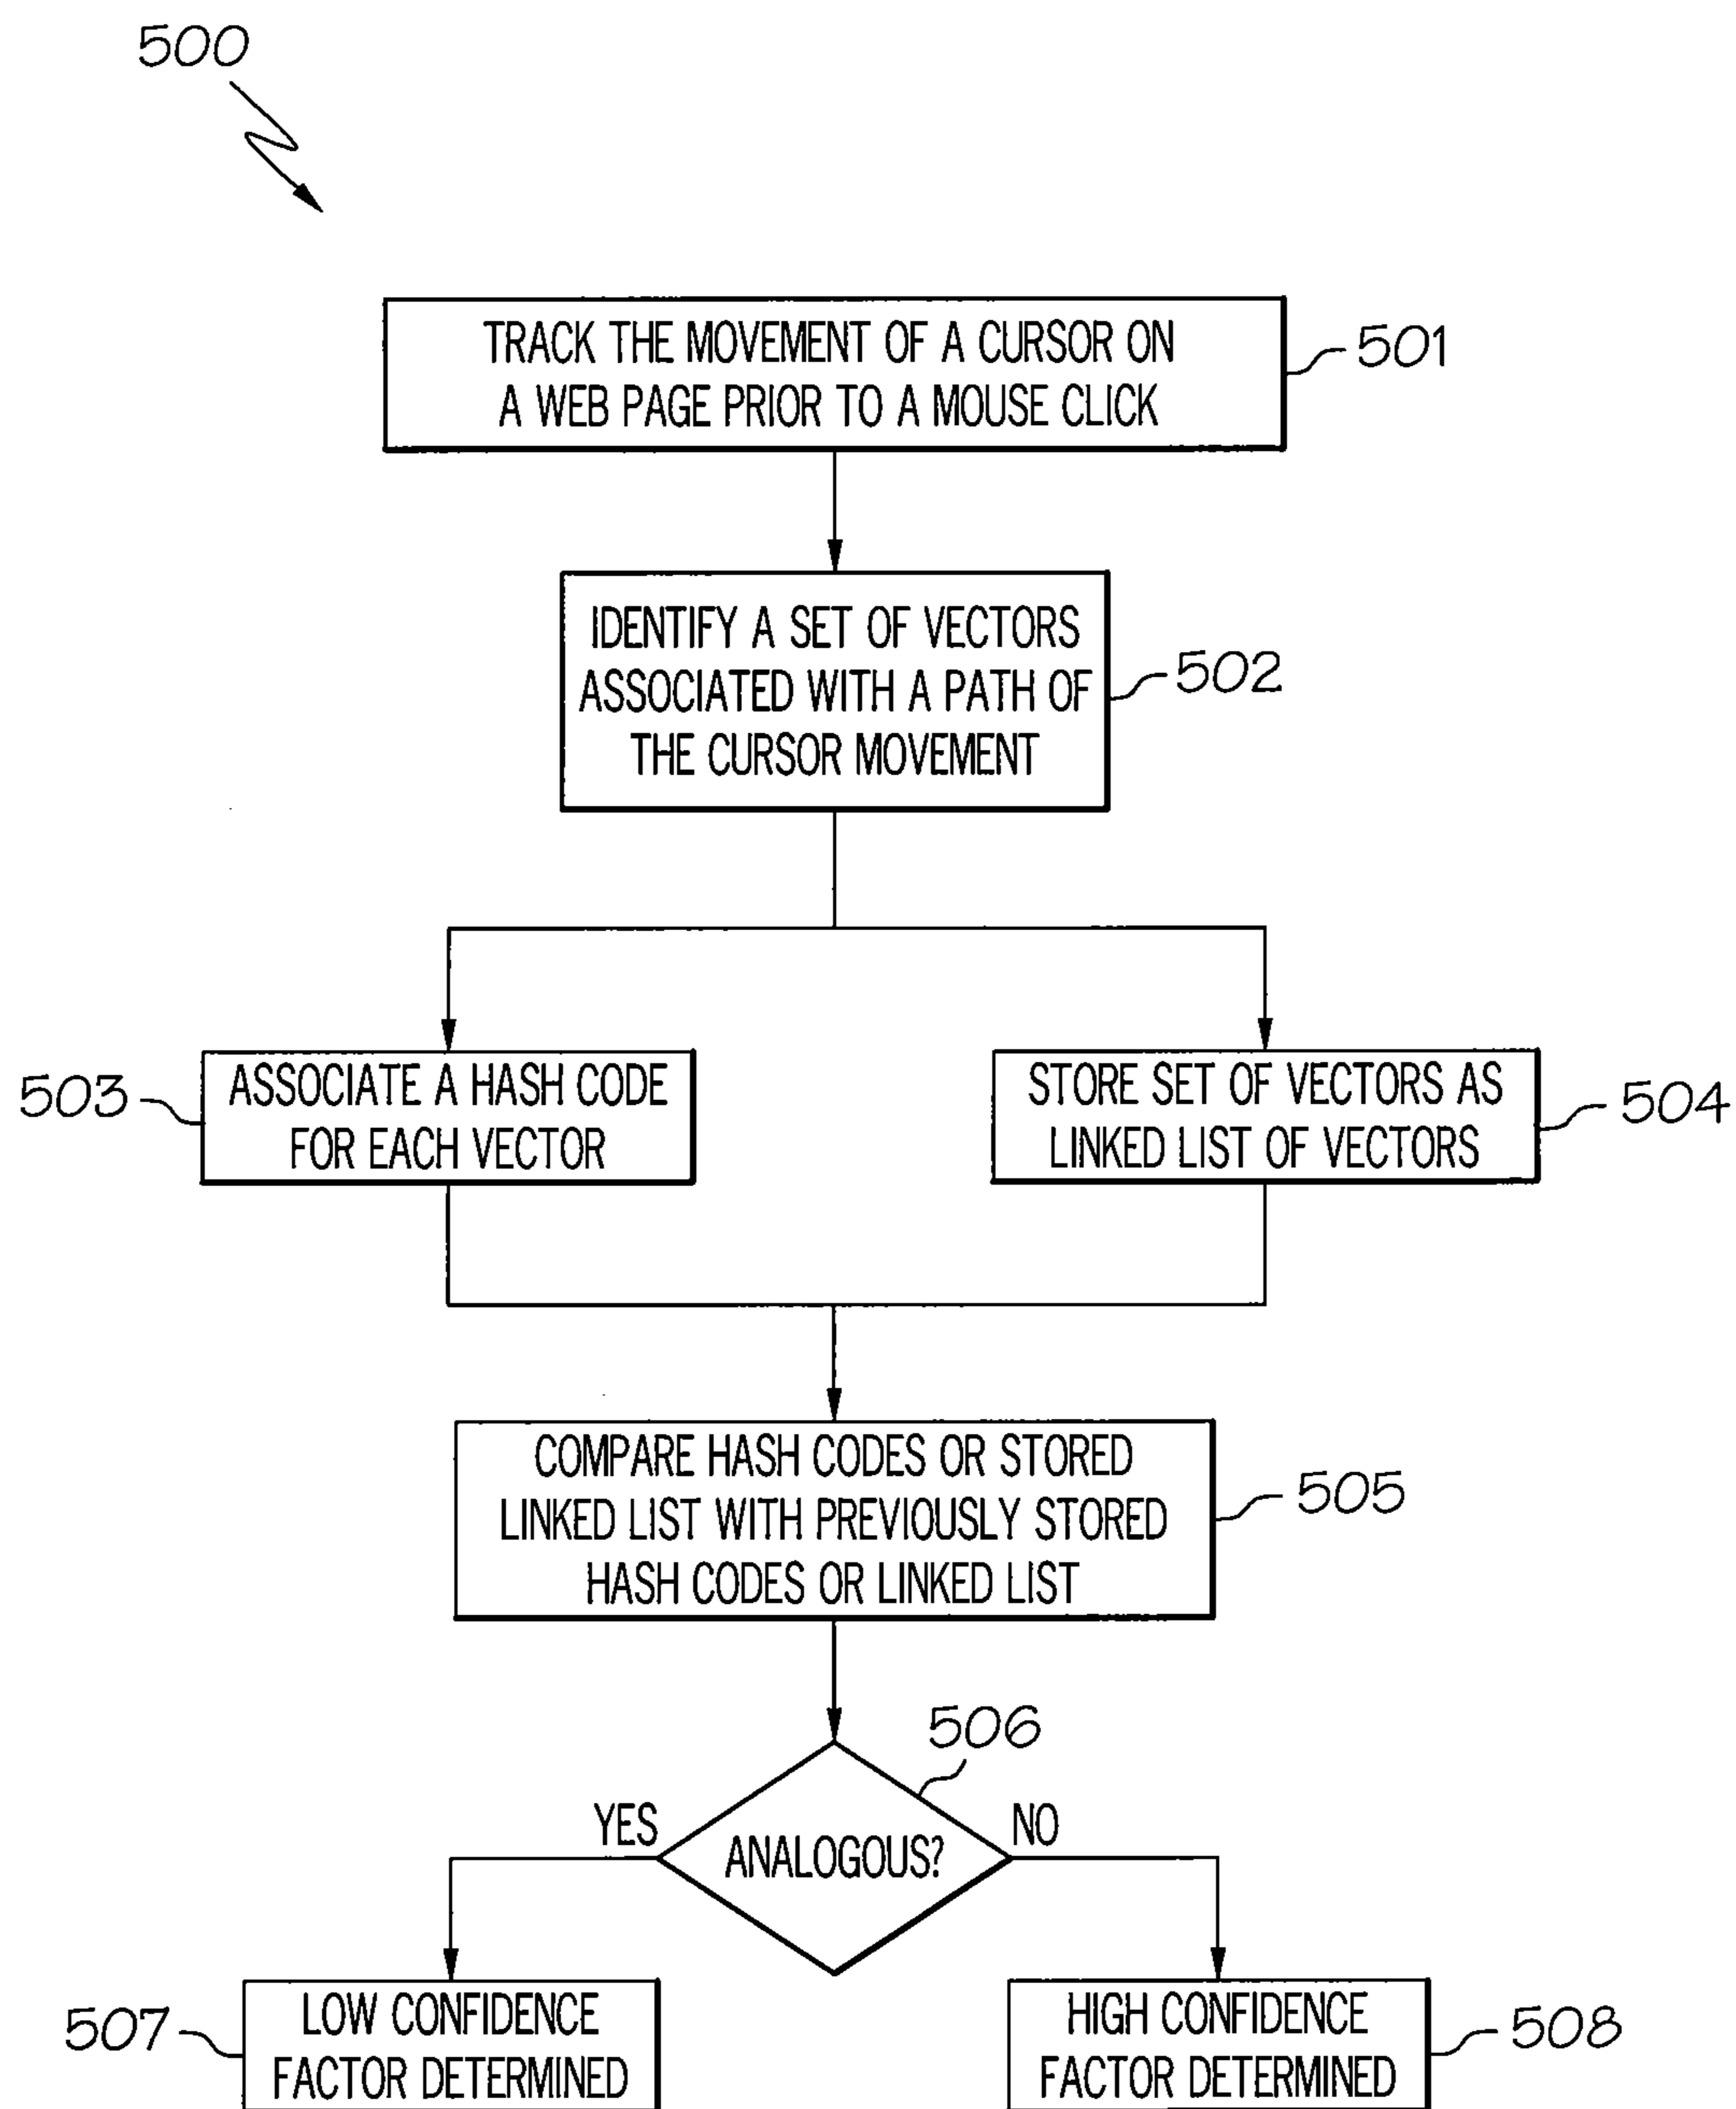 500
TRACK THE MOVEMENT OF A CURSOR ON
A WEB PAGE PRIOR TO A MOUSE CLICK
501
IDENTIFY A SET OF VECTORS
ASSOCIATED WITH A PATH OF
THE CURSOR MOVEMENT
502
503
ASSOCIATE A HASH CODE
FOR EACH VECTOR
STORE SET OF VECTORS AS
LINKED LIST OF VECTORS
504
COMPARE HASH CODES OR STORED
LINKED LIST WITH PREVIOUSLY STORED
HASH CODES OR LINKED LIST
505
506
YES
ANALOGOUS?
NO
507
LOW CONFIDENCE
FACTOR DETERMINED
HIGH CONFIDENCE
FACTOR DETERMINED
508